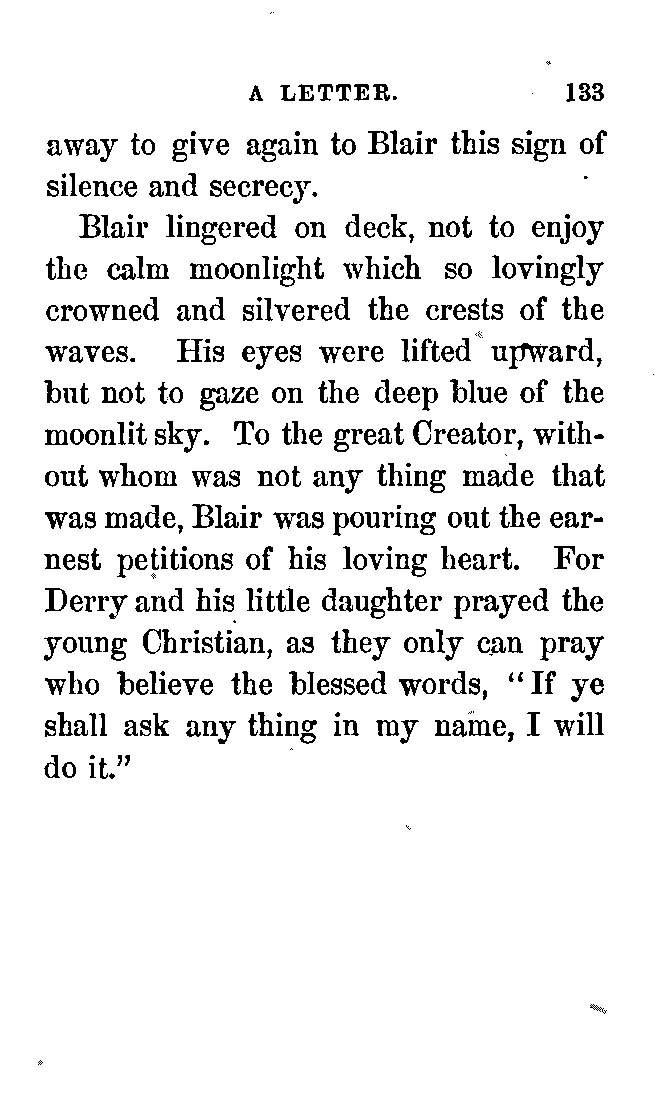 A LETTER. 133
away to give again to Blair this sign of
silence and secrecy.
Blair lingered on deck, not to enjoy
the calm moonlight which so lovingly
crowned and silvered the crests of the
waves. His eyes were lifted upward,
but not to gaze on the deep blue of the
moonlit sky. To the great Creator, with-
out whom was not any thing made that
was made, Blair was pouring out the ear-
nest petitions of his loving heart. For
Derry and his little daughter prayed the
young Christian, as they only can pray
who believe the blessed words, "If ye
shall ask any thing in my name, I will
do it."